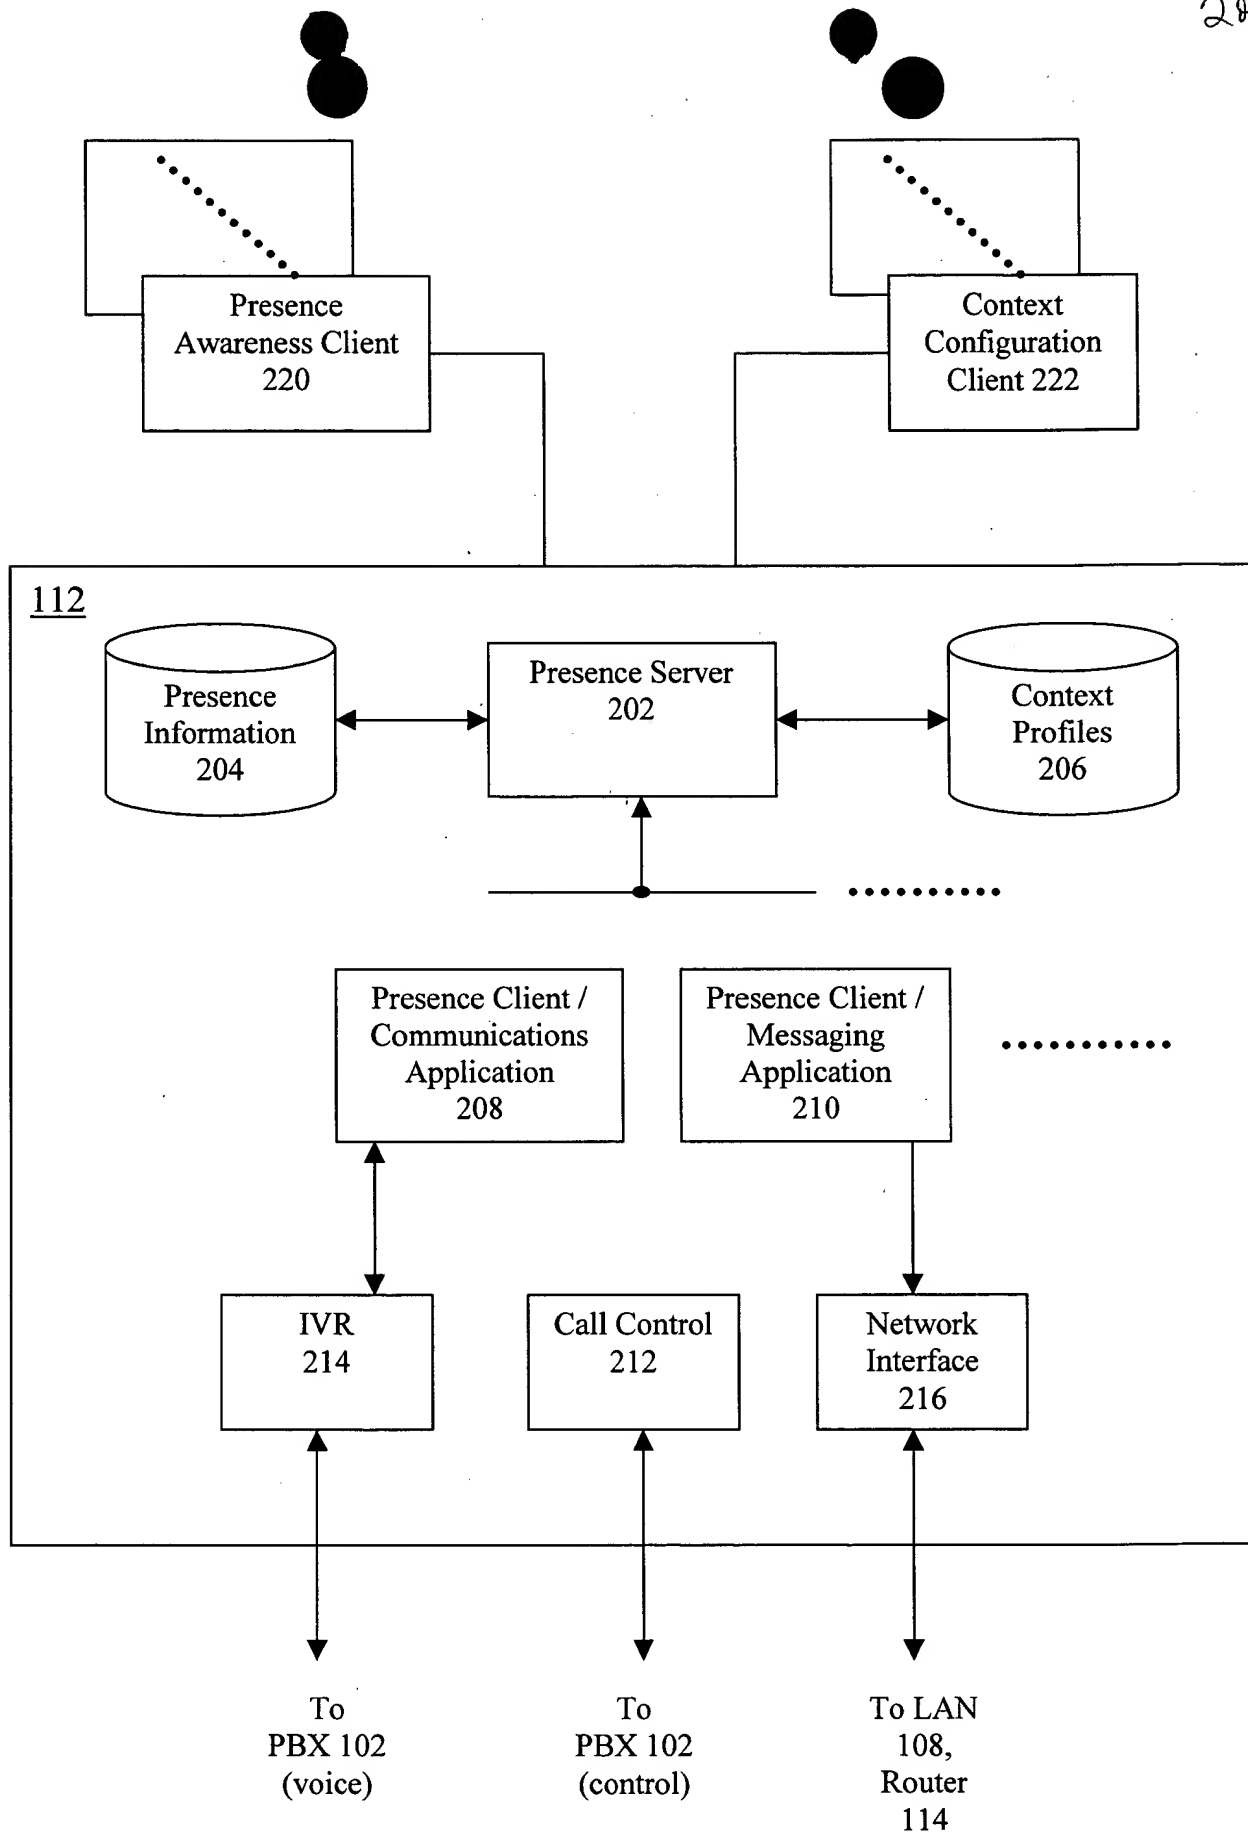 Presence
Awareness Client
220
Context
Configuration
Client 222
112
Presence
Information
204
Presence Server
202
Context
Profiles
206
Presence Client /
Communications
Application
208
Presence Client /
Messaging
Application
210
IVR
214
Call Control
212
Network
Interface
216
To
PBX 102
(voice)
To
PBX 102
(control)
To LAN
108,
Router
114